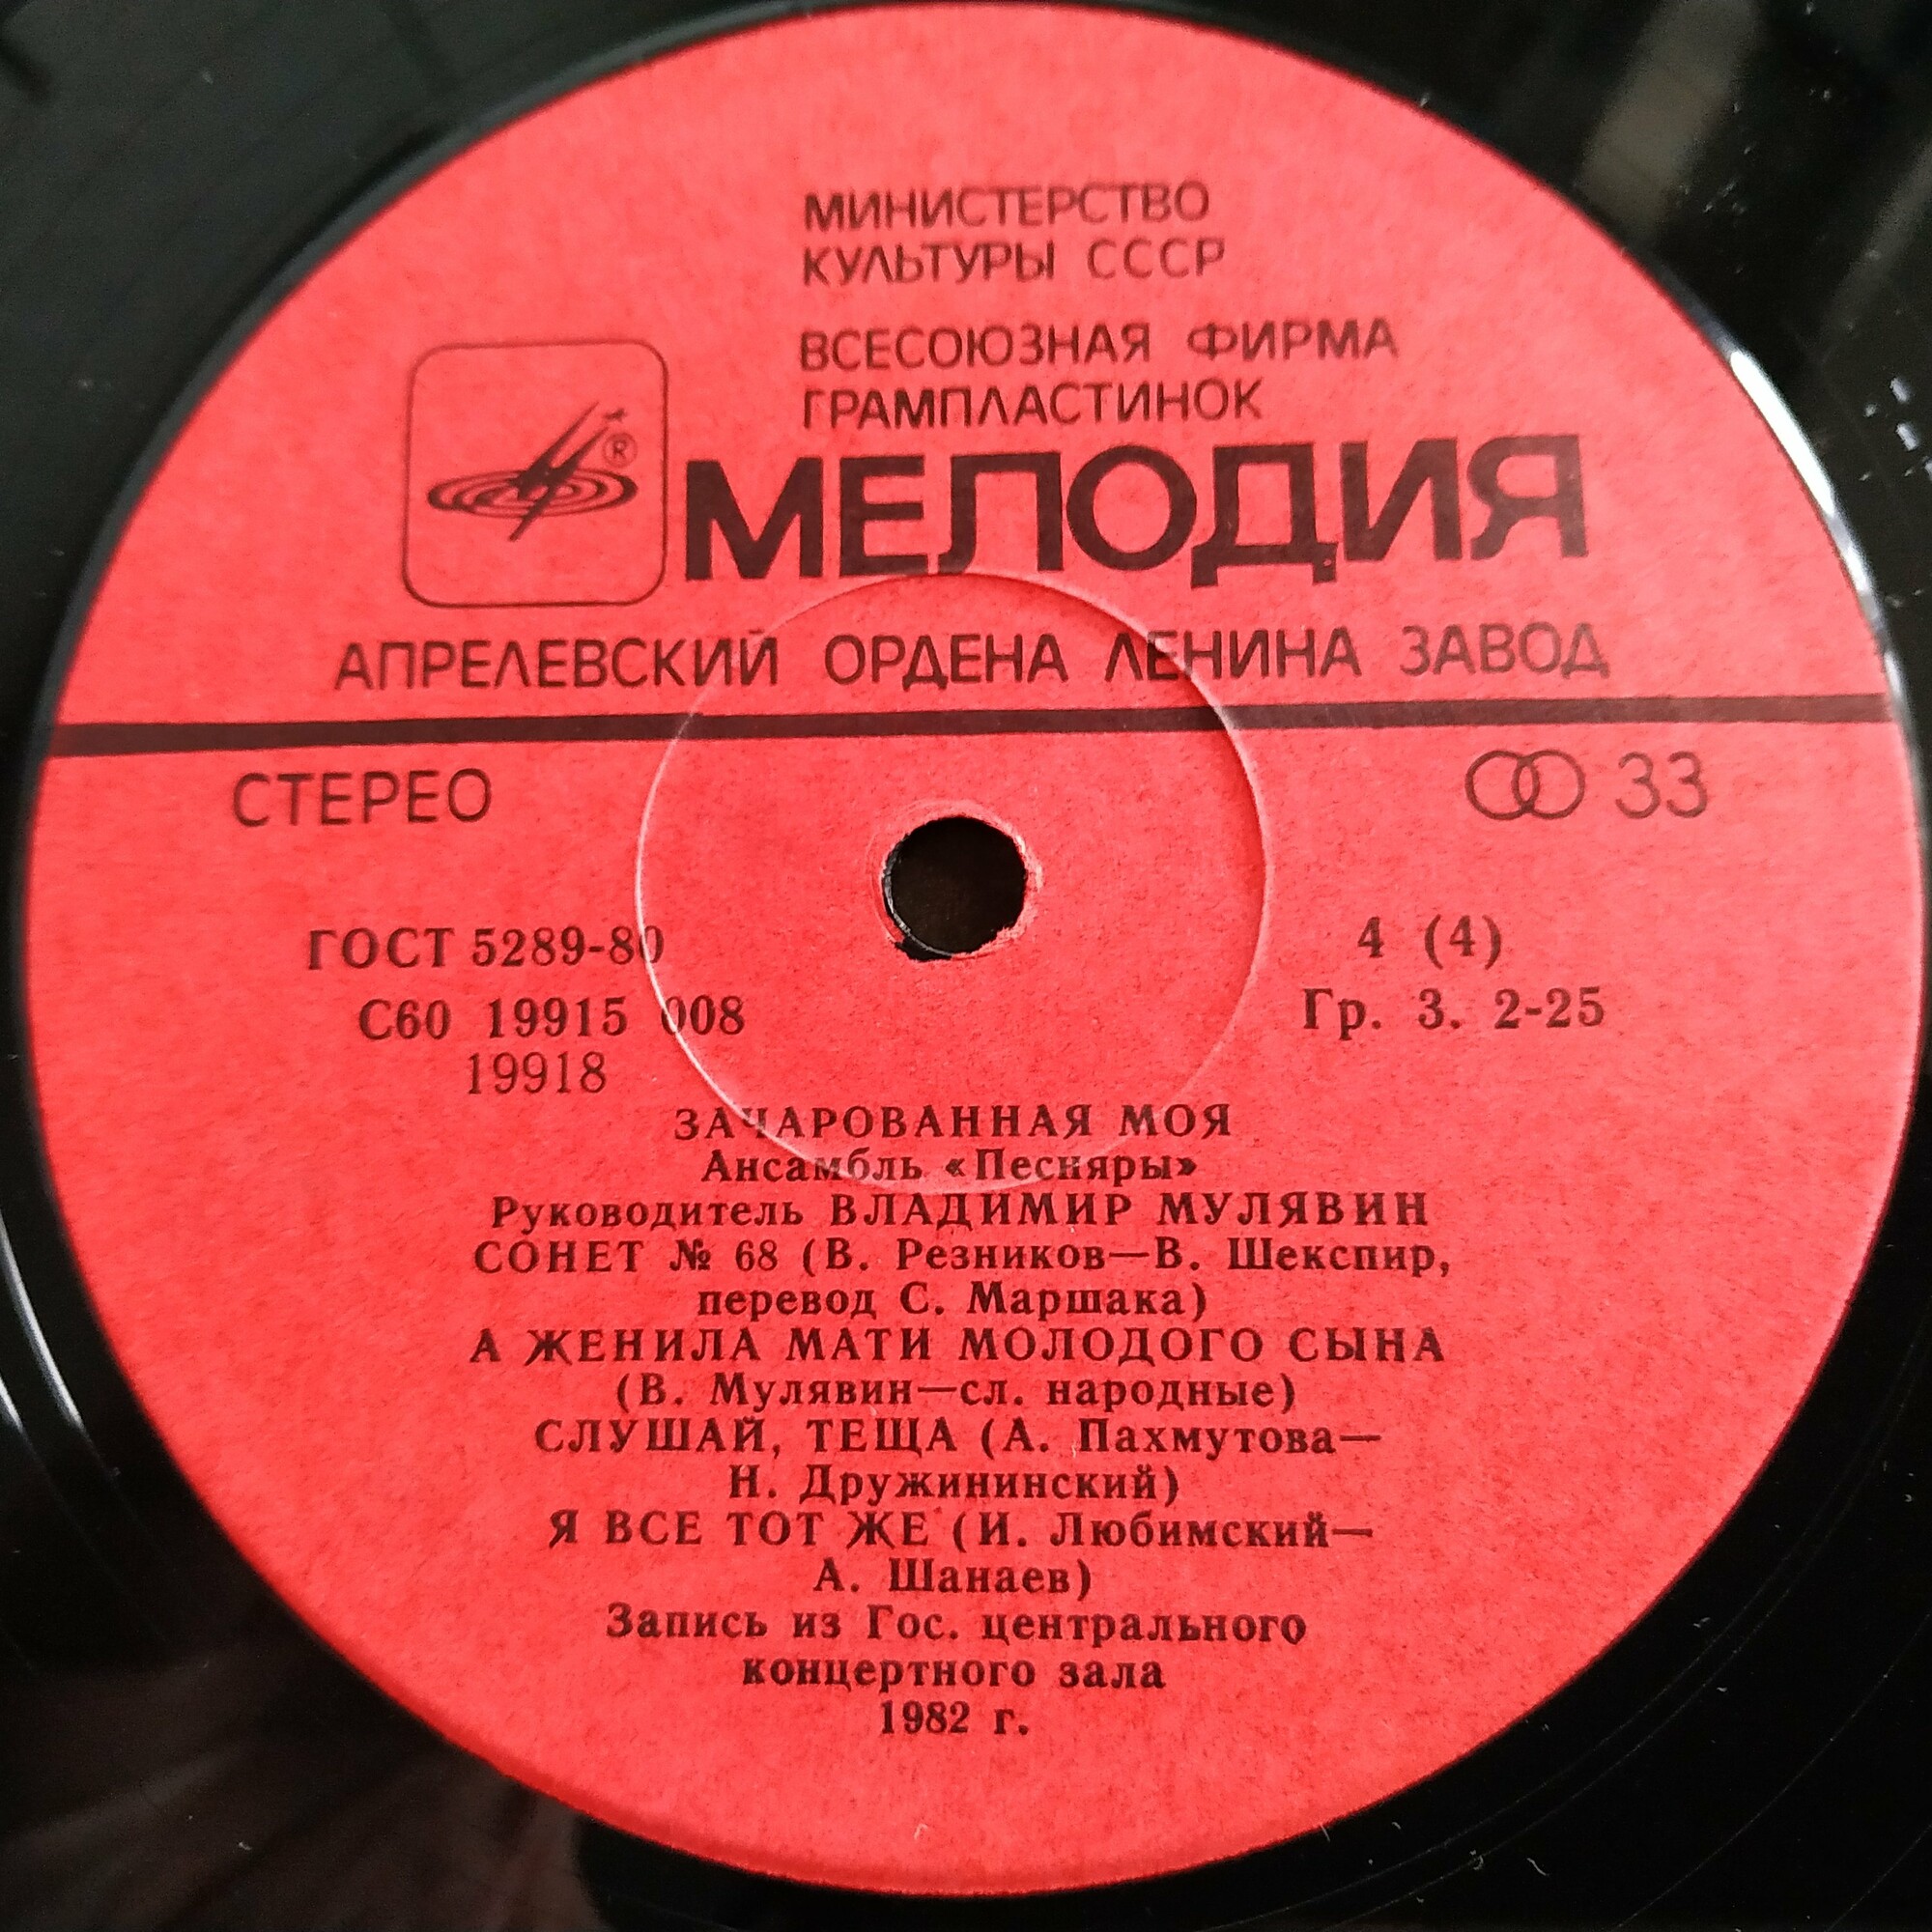 МИНИСТЕРСТВО
КУЛЬТУРЫ СССР
ВСЕСОЮЗНАЯ ФИРМА
ГРАМПЛАСТИНОК
®
МЕЛОДИЯ
АПРЕЛЕВСКИЙ ОРДЕНА ЛЕНИНА ЗАВОД
СТЕРЕО
33
ГОСТ 5289-80
4 (4)
С60 19915 008
Гр. 3. 2-25
19918
ЗАЧАРОВАННАЯ МОЯ
Ансамбль «Песняры»
Руководитель ВЛАДИМИР МУЛЯВИН
СОНЕТ № 68 (В. Резников—В. Шекспир,
перевод С. Маршака)
А ЖЕНИЛА МАТИ МОЛОДОГО СЫНА
(В. Мулявин—сл. народные)
СЛУШАЙ, ТЕЩА (А. Пахмутова—
Н. Дружининский)
Я ВСЕ ТОТ ЖЕ (И. Любимский—
А. Шанаев)
Запись из Гос. центрального
концертного зала
1982 г.